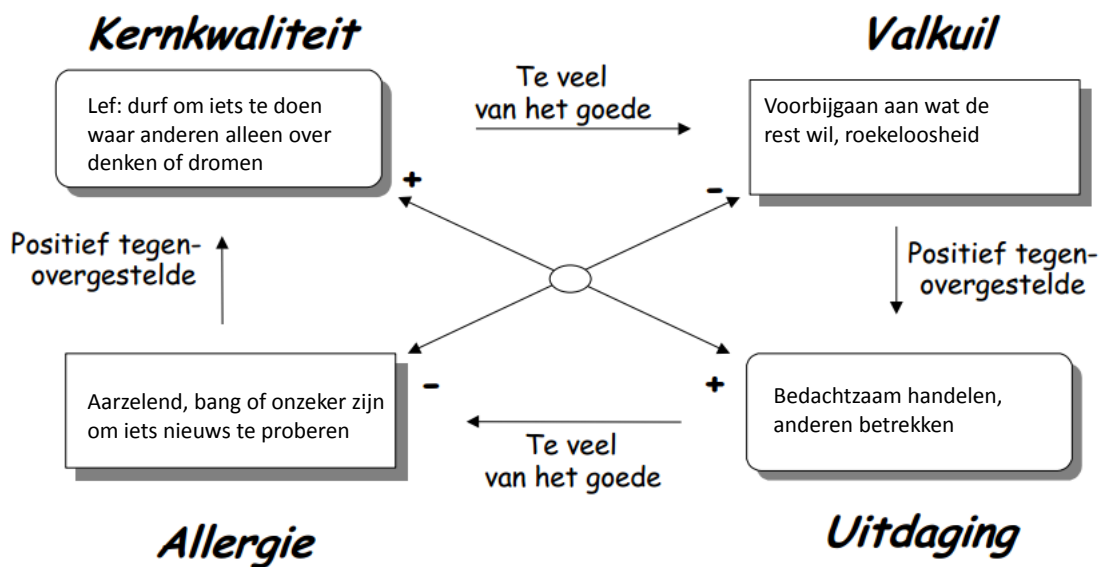 Kernkwaliteit
Valkuil
Lef: durf om iets te doen
waar anderen alleen over
denken of dromen
Te veel
van het goede
Voorbijgaan aan wat de
rest wil, roekeloosheid
+
-
Positief tegen-
overgestelde
Positief tegen-
overgestelde
Aarzelend, bang of onzeker zijn
om iets nieuws te proberen
-
+
Te veel
van het goede
Bedachtzaam handelen,
anderen betrekken
Allergie
Uitdaging